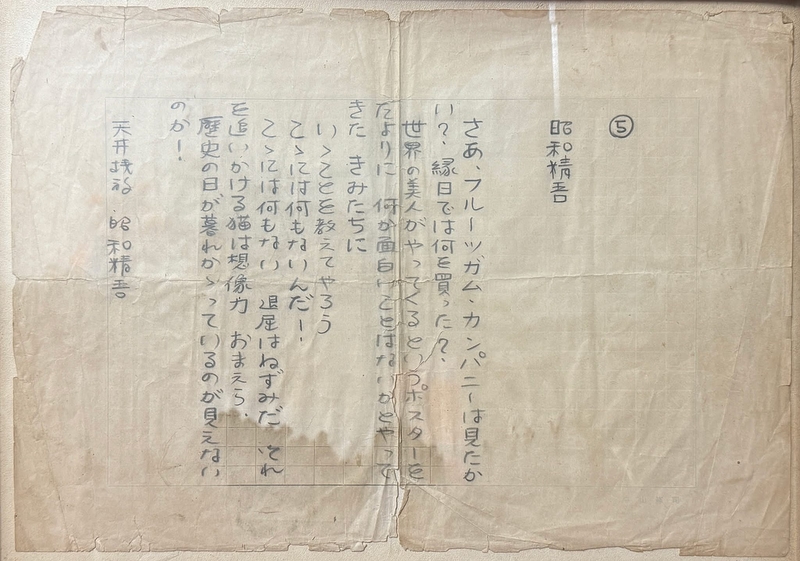 ⑤
昭和精吾
さあ、フルーツガム・カンパニーは見たか
い?、縁日では何を買った?、
世界の美人がやってくるというポスターを
たよりに 何か面白いことはないかとやって
きた きみたちに
いゝことを教えてやろう
こゝには何もないんだー!
こゝには何もない 退屈はねずみだ それ
を追いかける猫は想像力 おまえら、
歴史の日が暮れかゝっているのが見えない
のか!
天井桟敷 昭和精吾